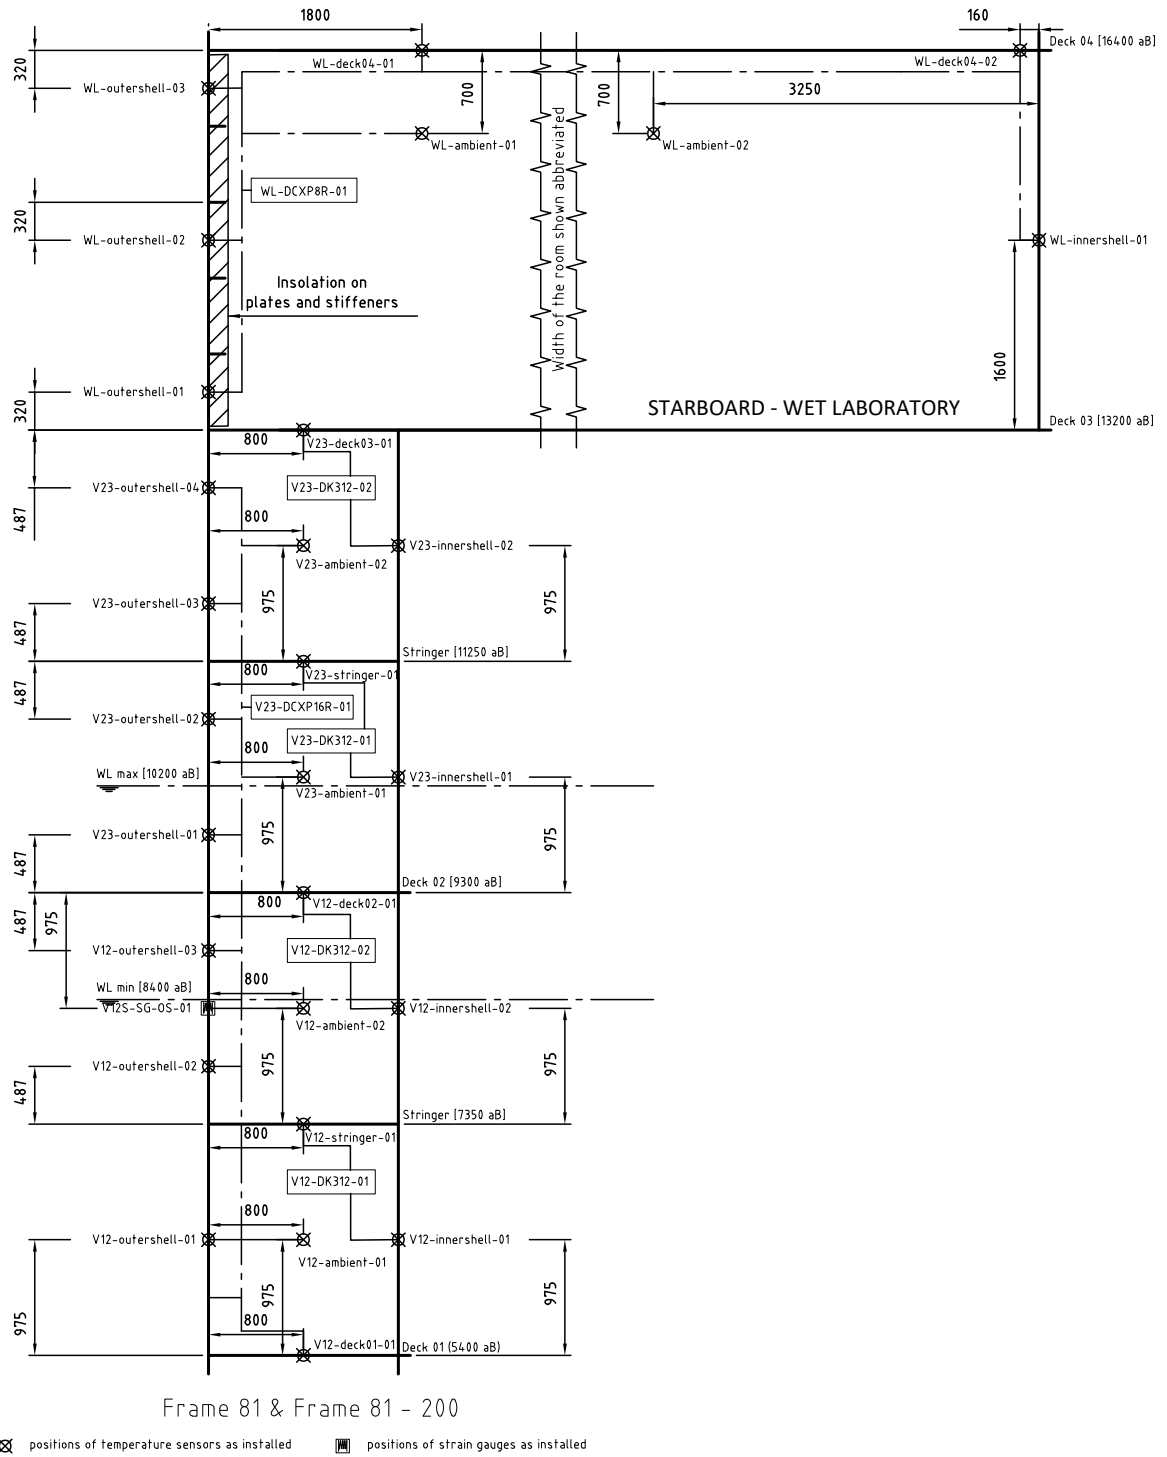 1800
160
Deck 04 [16400 aB]
WL-deck04-01
WL-deck04-02
320
WL-outershell-03
700
700
3250
WL-ambient-01
WL-ambient-02
WL-DCXP8R-01
Width of the room shown abbreviated
320
WL-outershell-02
WL-innershell-01
Insolation on
plates and stiffeners
1600
WL-outershell-01
320
STARBOARD - WET LABORATORY
Deck 03 [13200 aB]
800
V23-deck03-01
V23-outershell-04
V23-DK312-02
487
800
V23-innershell-02
V23-ambient-02
975
975
V23-outershell-03
487
Stringer [11250 aB]
800
V23-stringer-01
487
V23-DCXP16R-01
V23-outershell-02
V23-DK312-01
800
WL max [10200 aB]
V23-innershell-01
V23-ambient-01
975
975
V23-outershell-01
487
Deck 02 [9300 aB]
800
V12-deck02-01
487
975
V12-outershell-03
V12-DK312-02
800
WL min [8400 aB]
V12S-SG-OS-01
V12-innershell-02
V12-ambient-02
975
975
V12-outershell-02
487
Stringer [7350 aB]
800
V12-stringer-01
V12-DK312-01
800
V12-outershell-01
V12-innershell-01
V12-ambient-01
975
975
975
800
V12-deck01-01
Deck 01 (5400 aB)
Frame 81 & Frame 81 - 200
positions of temperature sensors as installed
positions of strain gauges as installed